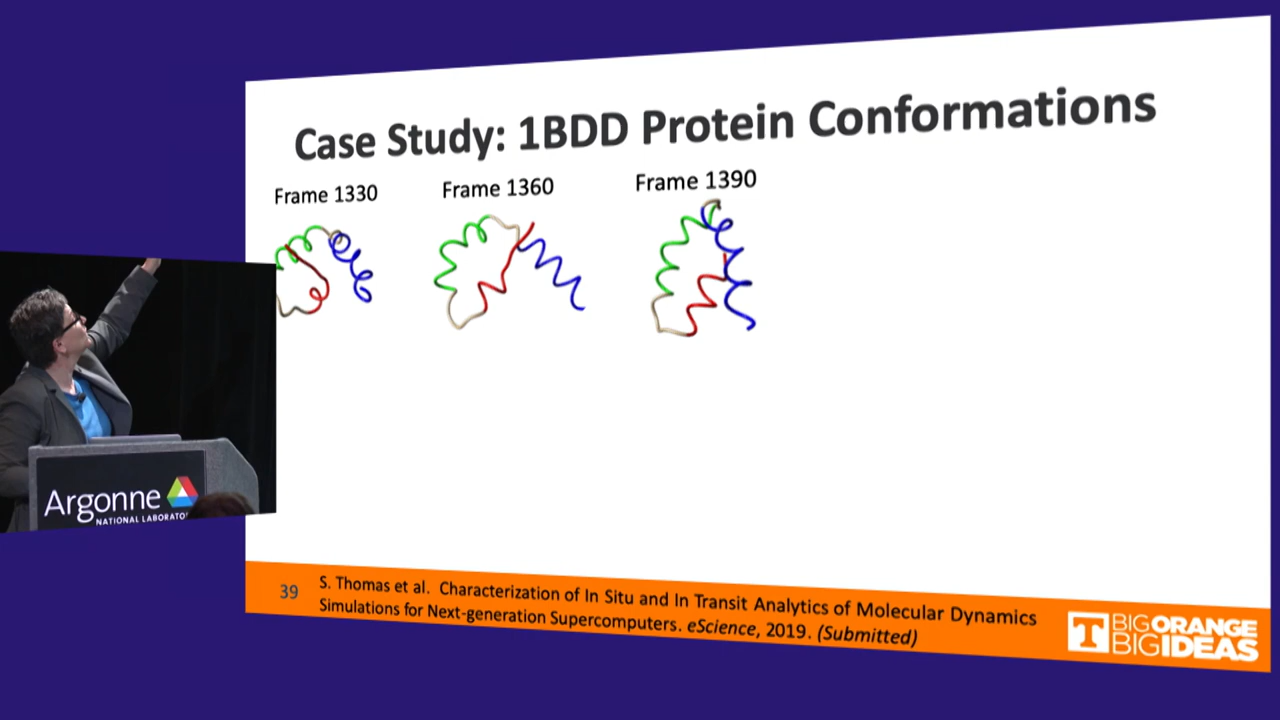 Case Study: 1BDD Protein Conformations
Frame 1330
Frame 1360
Frame 1390
Argonne
NATIONAL LABORATO
39
S. Thomas et al. Characterization of In Situ and In Transit Analytics of Molecular Dynamics
Simulations for Next-generation Supercomputers. eScience, 2019. (Submitted)
T
BIG ORANGE
BIG IDEAS